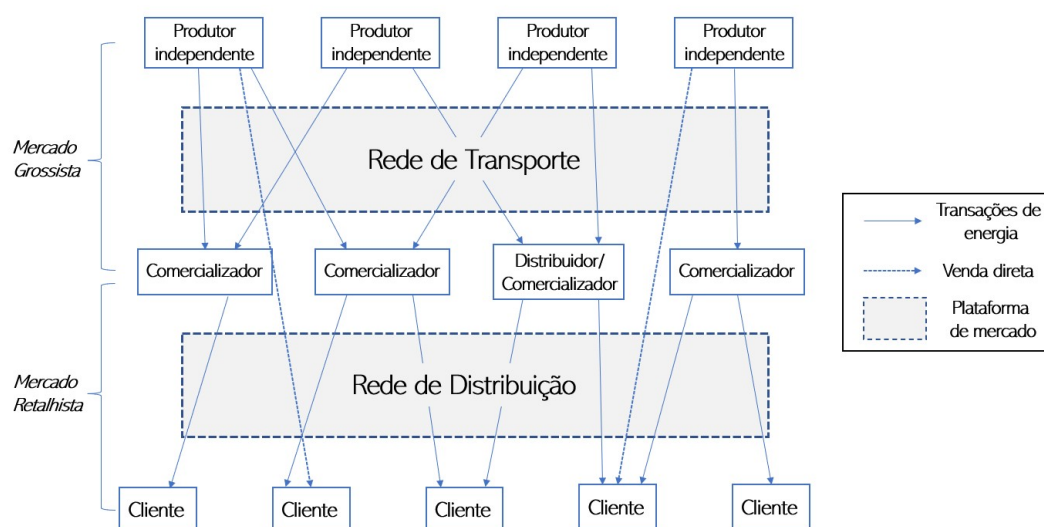 Produtor
independente
Produtor
independente
Produtor
independente
Produtor
independente
Mercado
Grossista
Rede de Transporte
Comercializador
Comercializador
Distribuidor/
Comercializador
Comercializador
Mercado
Retalhista
Rede de Distribuição
Cliente
Cliente
Cliente
Cliente
Cliente
Transações de
energia
Venda direta
Plataforma
de mercado